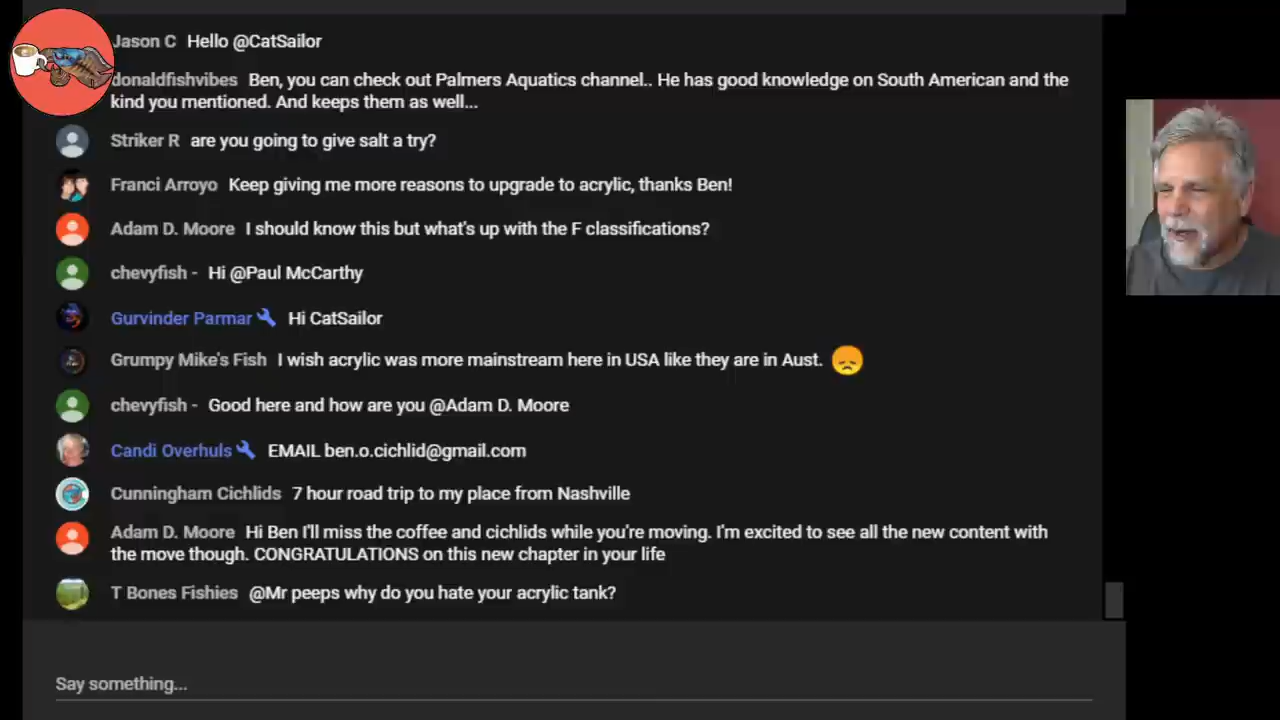 Jason C Hello @CatSailor
donaldfishvibes Ben, you can check out Palmers Aquatics channel.. He has good knowledge on South American and the
kind you mentioned. And keeps them as well...
Striker R are you going to give salt a try?
Franci Arroyo Keep giving me more reasons to upgrade to acrylic, thanks Ben!
Adam D. Moore I should know this but what's up with the F classifications?
chevyfish - Hi @Paul McCarthy
Gurvinder Parmar Hi CatSailor
Grumpy Mike's Fish I wish acrylic was more mainstream here in USA like they are in Aust.
chevyfish - Good here and how are you @Adam D. Moore
Candi Overhuls EMAIL ben.o.cichlid@gmail.com
Cunningham Cichlids 7 hour road trip to my place from Nashville
Adam D. Moore Hi Ben I'll miss the coffee and cichlids while you're moving. I'm excited to see all the new content with
the move though. CONGRATULATIONS on this new chapter in your life
T Bones Fishies @Mr peeps why do you hate your acrylic tank?
Say something...